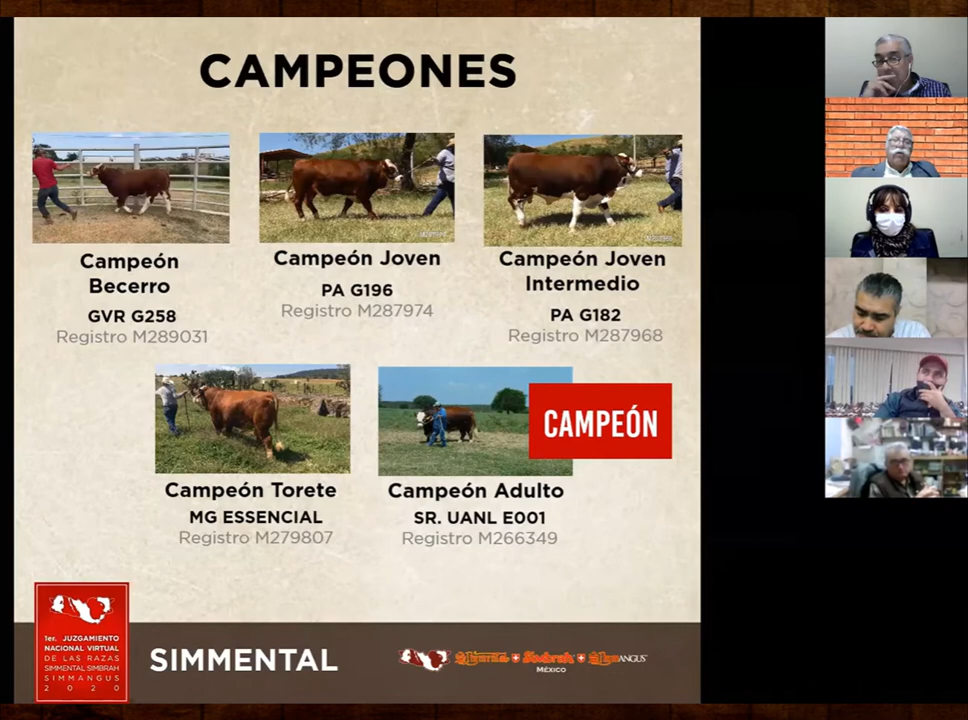 CAMPEONES
Campeón
Becerro
GVR G258
Registro M289031
Campeón Joven
PA G196
Registro M287974
Campeón Joven
Intermedio
PA G182
Registro M287968
Campeón Torete
MG ESSENCIAL
Registro M279807
CAMPEÓN
Campeón Adulto
SR. UANL E001
Registro M266349
1er. JUZGAMIENTO
NACIONAL VIRTUAL
DE LAS RAZAS
SIMMENTAL SIMBRAH
SIMMANGUS
2020
SIMMENTAL
Simbrah
ANGUS
MÉXICO